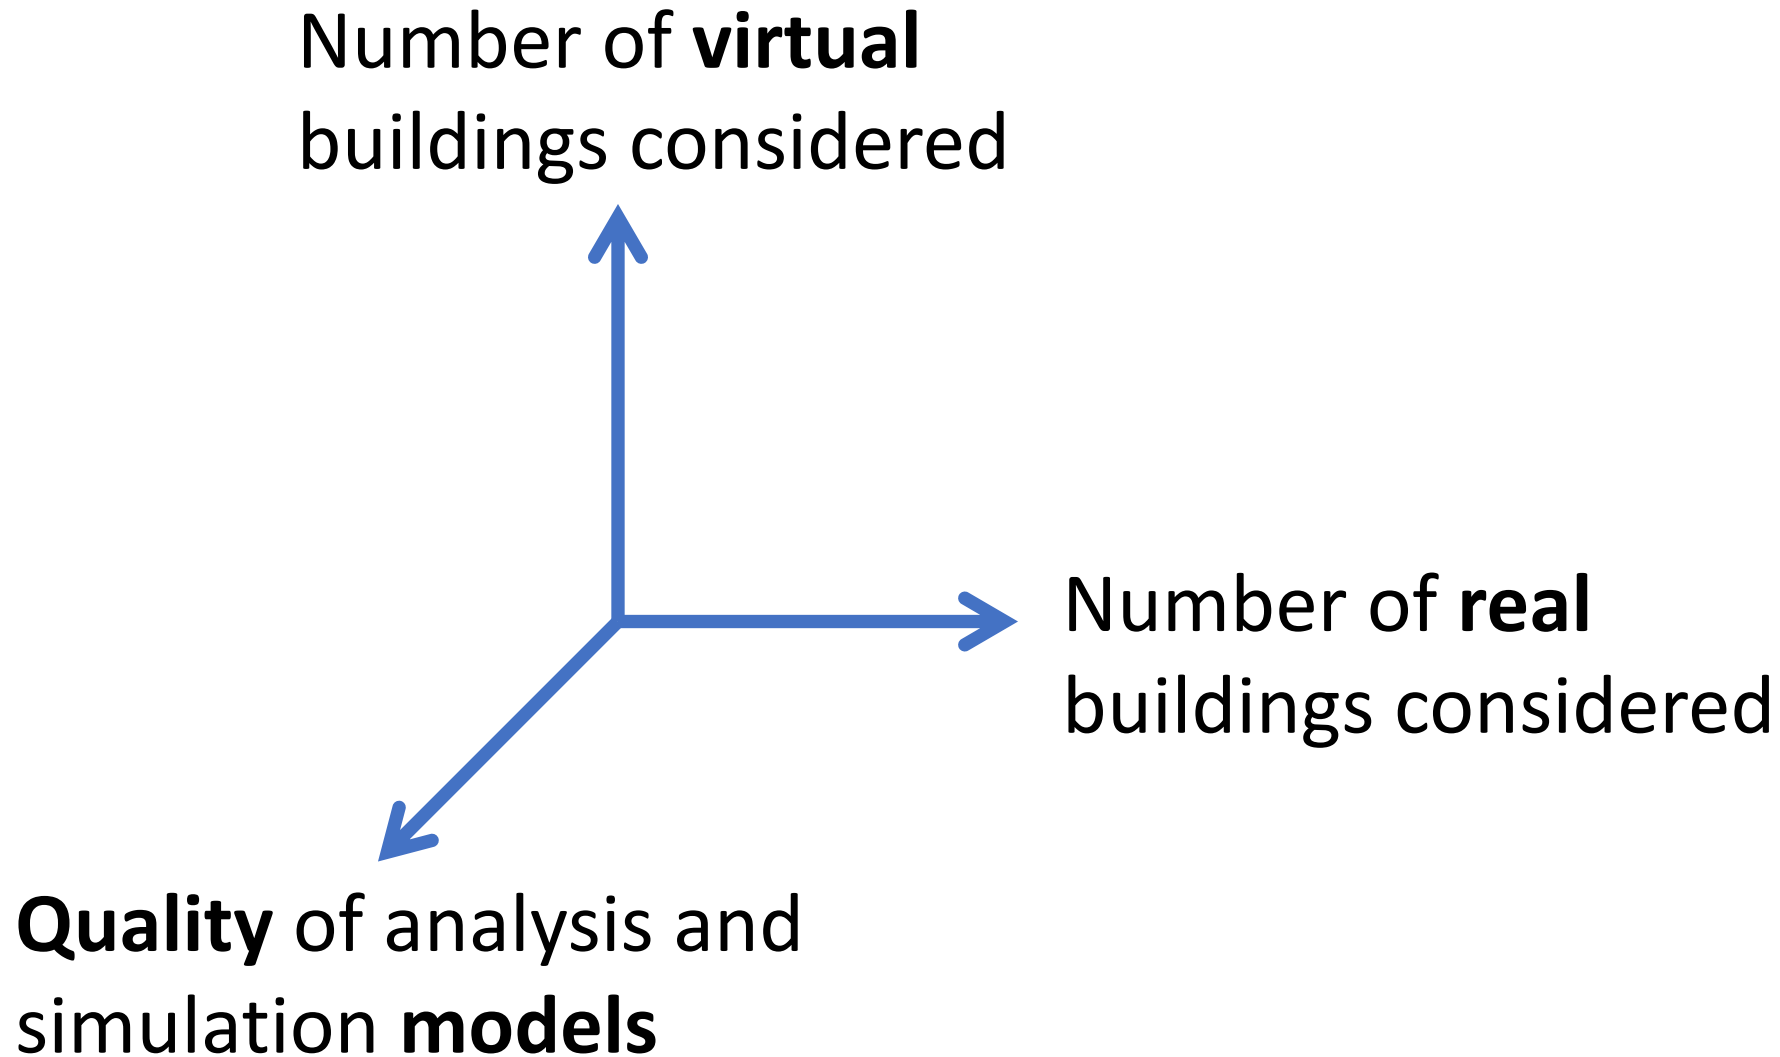 Number of virtual
buildings considered
Number of real
buildings considered
Quality of analysis and
simulation models